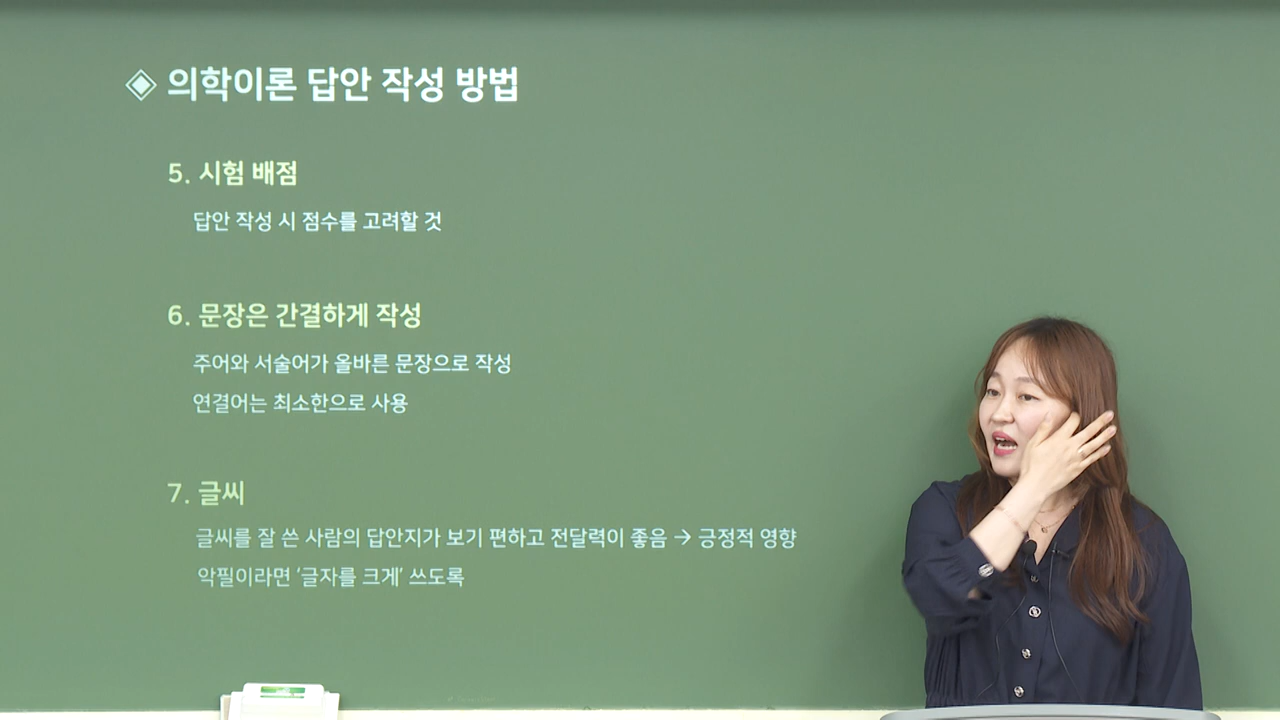 ◈ 의학이론 답안 작성 방법
5. 시험 배점
답안 작성 시 점수를 고려할 것
6. 문장은 간결하게 작성
주어와 서술어가 올바른 문장으로 작성
연결어는 최소한으로 사용
7. 글씨
글씨를 잘 쓴 사람의 답안지가 보기 편하고 전달력이 좋음 → 긍정적 영향
악필이라면 ‘글자를 크게’ 쓰도록